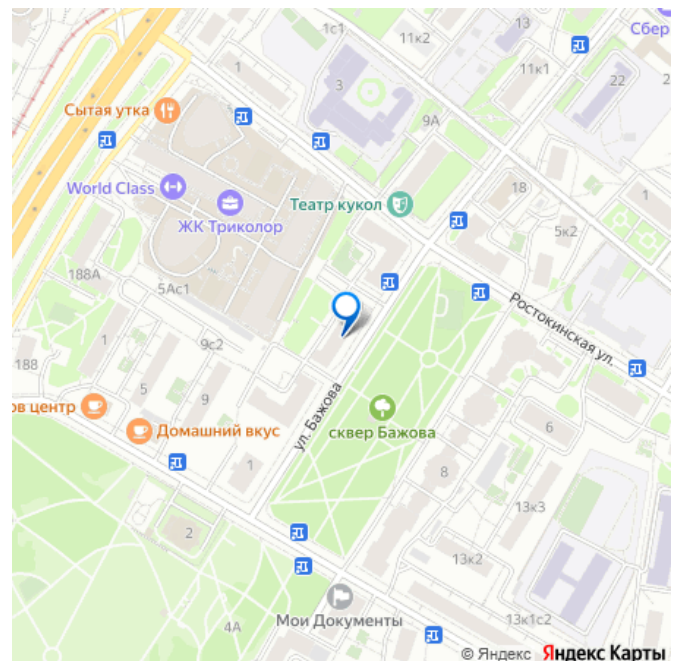 1с1
11к2
13
Сбер
11к1
22
2
1
3
9А
Сытая утка
World Class
ЖК Триколор
Театр кукол
18
1
5к2
188А
5Ас1
Ростокинская ул.
9с2
188
1
5
9
ов центр
Домашний вкус
ул. Бажова
сквер Бажова
1
6
8
13к3
2
13к2
4А
Мои Документы
13к1с2
© Яндекс Яндекс Карты